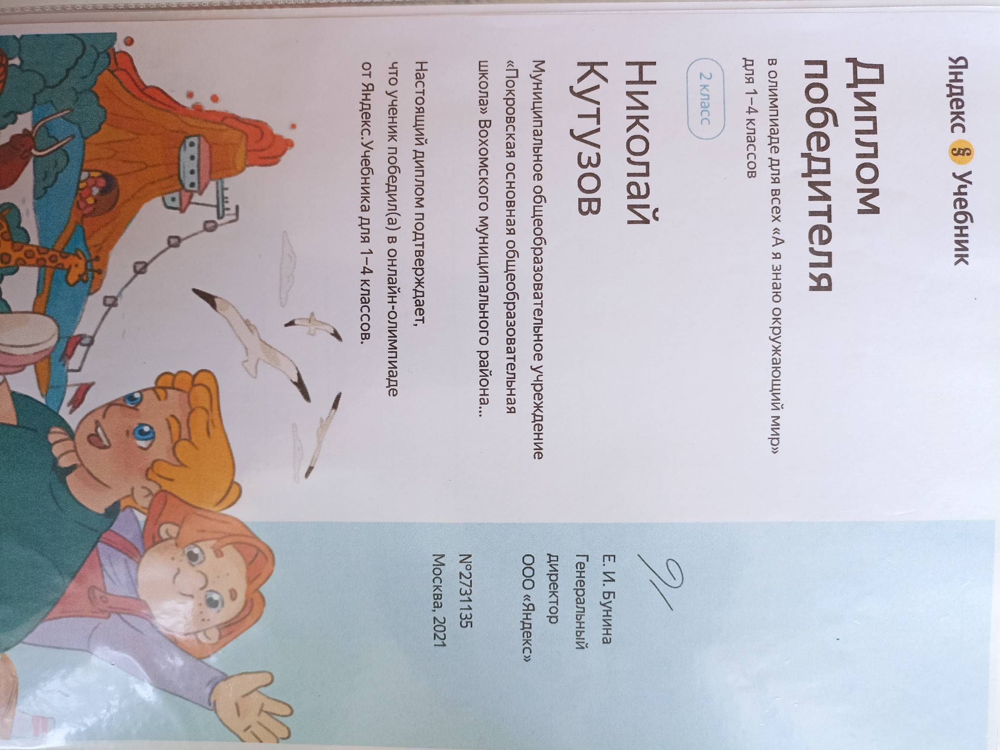 Яндекс Учебник
Диплом
победителя
в олимпиаде для всех «А я знаю окружающий мир»
для 1–4 классов
2 класс
Николай
Кутузов
Муниципальное общеобразовательное учреждение
«Покровская основная общеобразовательная
школа» Вохомского муниципального района...
Настоящий диплом подтверждает,
что ученик победил(а) в онлайн-олимпиаде
от Яндекс.Учебника для 1–4 классов.
Е. И. Бунина
Генеральный
директор
ООО «Яндекс»
№2731135
Москва, 2021